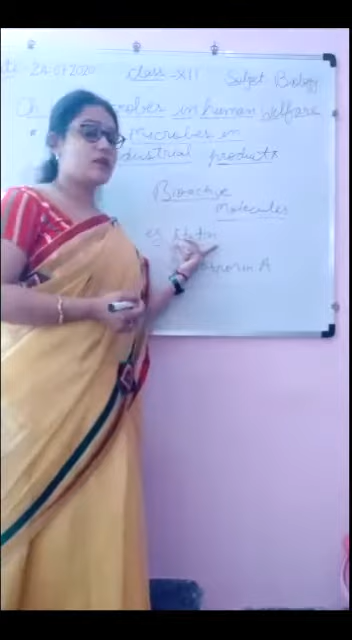 24.07.2020 class-XII Subject Biology
Ch Microbes in human Welfare
Microbes in
industrial products
Bioactive
Molecules
eg Statin
A